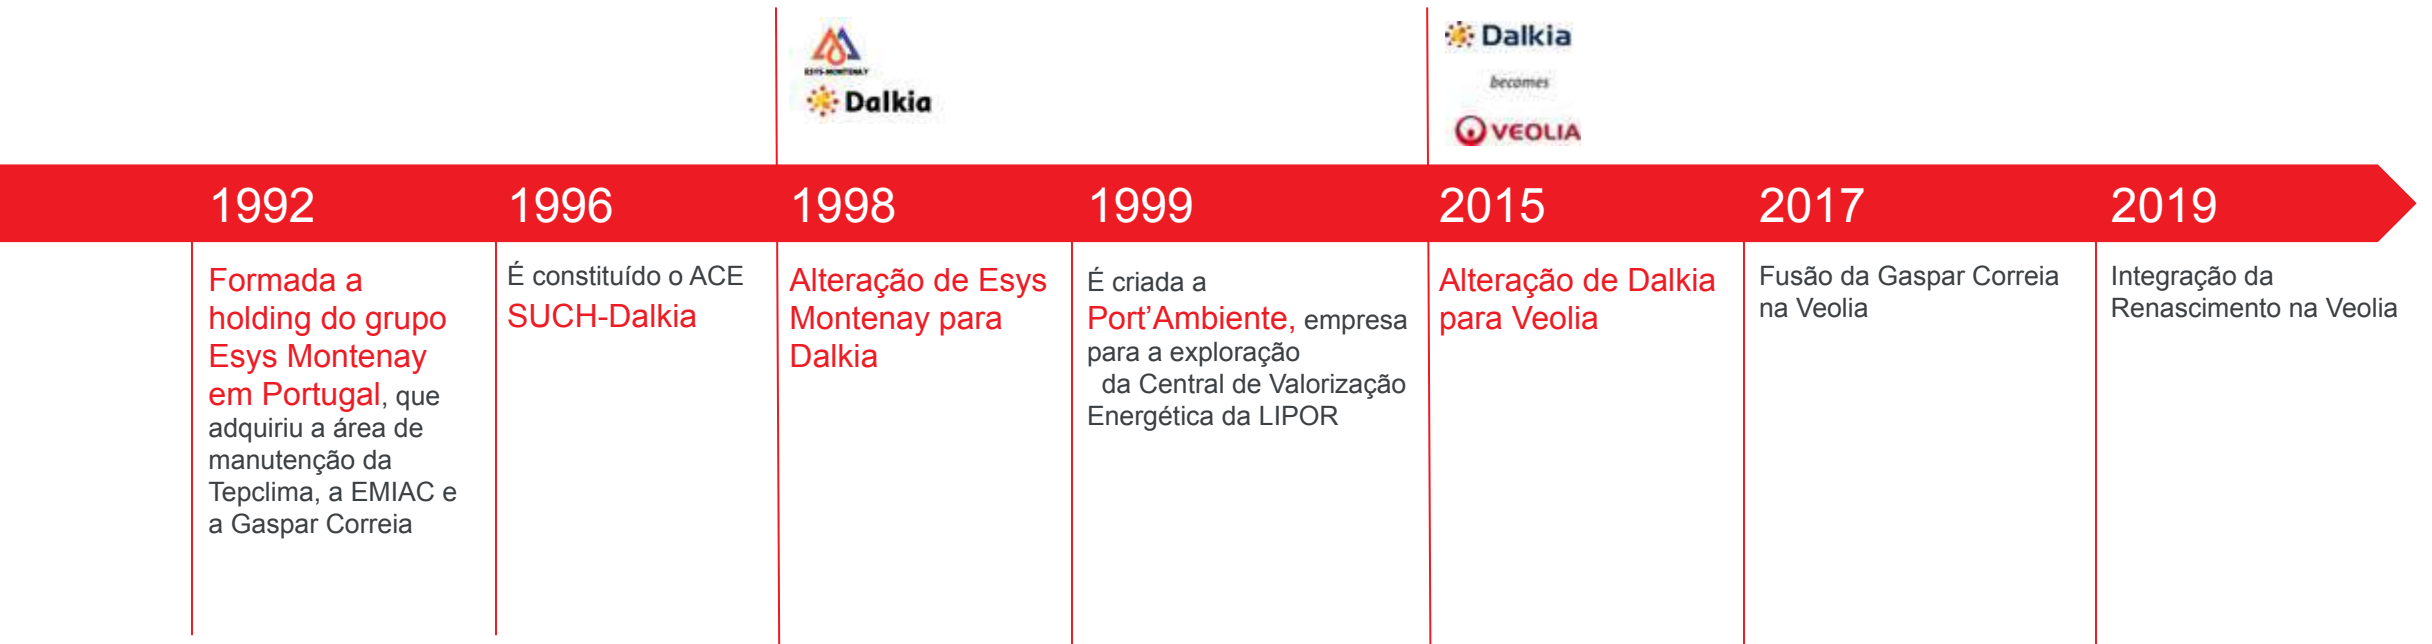 ESYS-MONTENAY
Dalkia
Dalkia
becomes
VEOLIA
1992
1996
1998
1999
2015
2017
2019
Formada a
holding do grupo
Esys Montenay
em Portugal, que
adquiriu a área de
manutenção da
Tepclima, a EMIAC e
a Gaspar Correia
É constituído o ACE
SUCH-Dalkia
Alteração de Esys
Montenay para
Dalkia
É criada a
Port’Ambiente, empresa
para a exploração
da Central de Valorização
Energética da LIPOR
Alteração de Dalkia
para Veolia
Fusão da Gaspar Correia
na Veolia
Integração da
Renascimento na Veolia